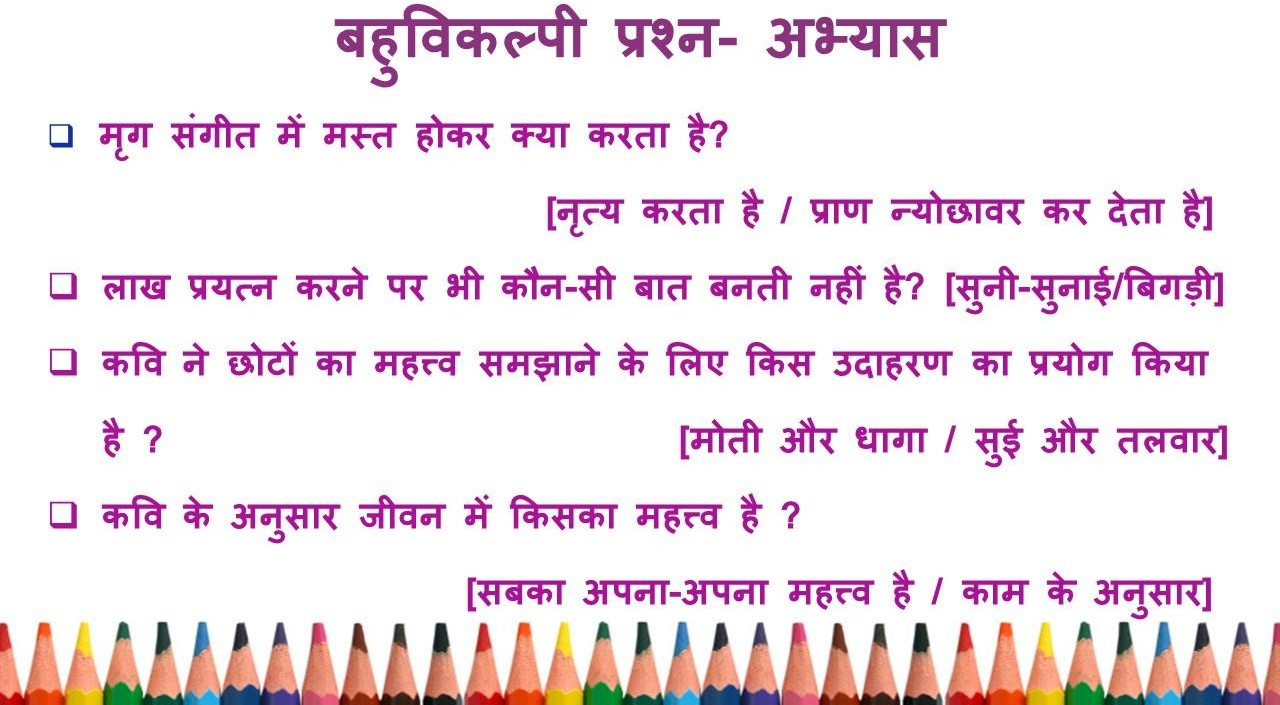 बहुविकल्पी प्रश्न- अभ्यास
❑ मृग संगीत में मस्त होकर क्या करता है?
[नृत्य करता है / प्राण न्योछावर कर देता है]
❑ लाख प्रयत्न करने पर भी कौन-सी बात बनती नहीं है? [सुनी-सुनाई/बिगड़ी]
❑ कवि ने छोटों का महत्त्व समझाने के लिए किस उदाहरण का प्रयोग किया
है ? [मोती और धागा / सुई और तलवार]
❑ कवि के अनुसार जीवन में किसका महत्त्व है ?
[सबका अपना-अपना महत्त्व है / काम के अनुसार]